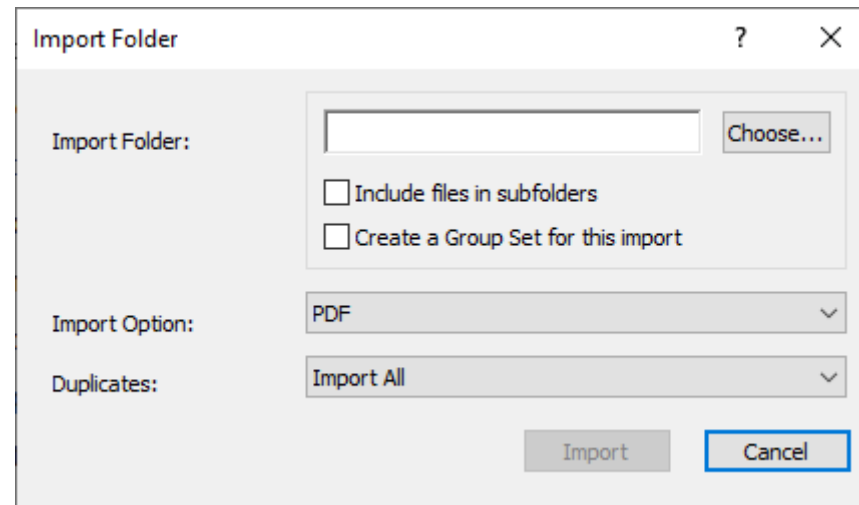 Import Folder
?
Import Folder:
Choose...
Include files in subfolders
Create a Group Set for this import
Import Option:
PDF
Duplicates:
Import All
Import
Cancel